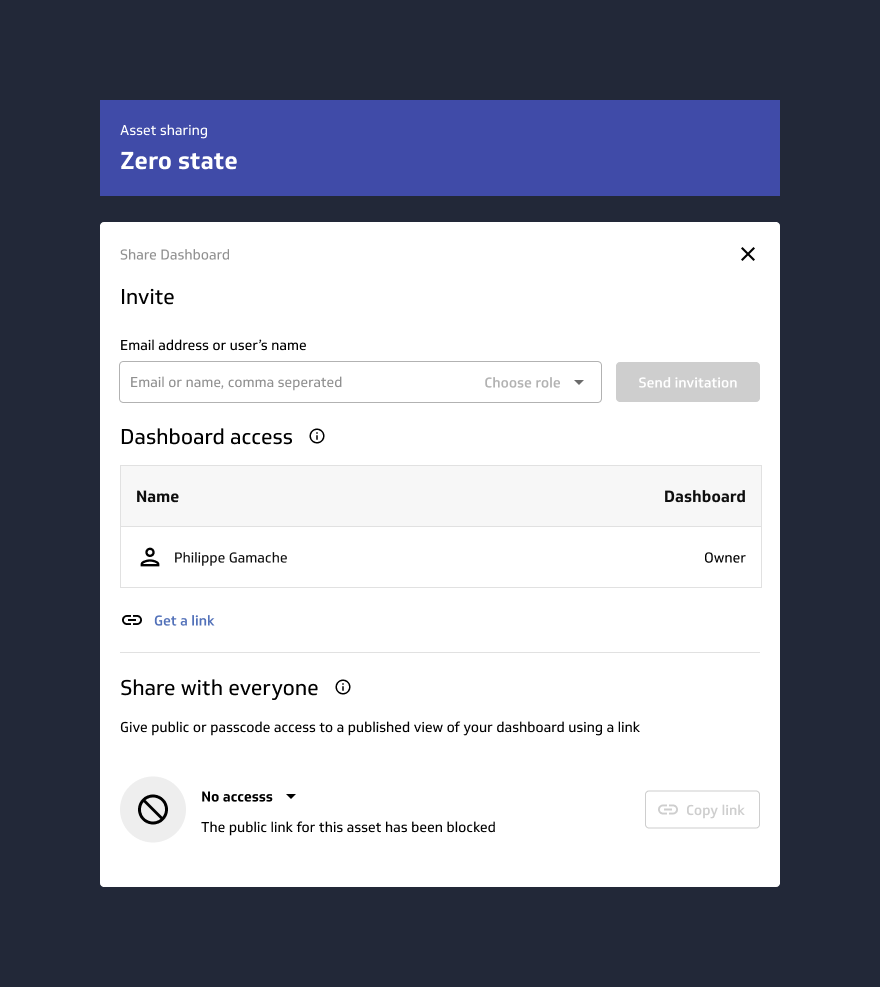 Asset sharing
Zero state
Share Dashboard
Invite
Email address or user’s name
Email or name, comma seperated Choose role Send invitation
Dashboard access
Name Dashboard
Philippe Gamache Owner
Get a link
Share with everyone
Give public or passcode access to a published view of your dashboard using a link
No accesss
The public link for this asset has been blocked
Copy link